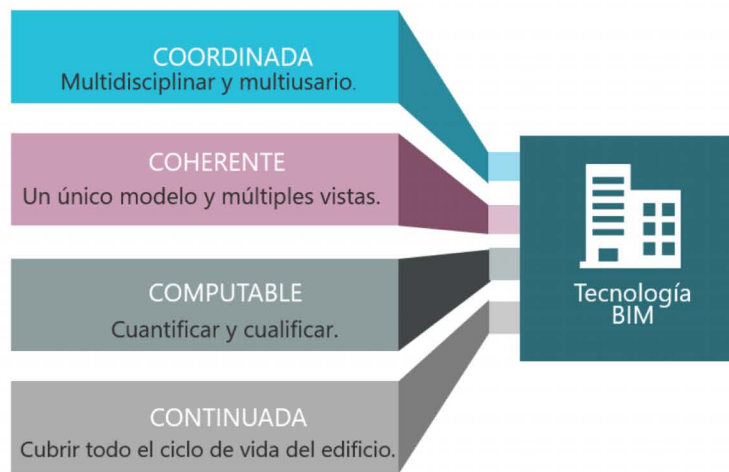 COORDINADA
Multidisciplinar y multiusario.
COHERENTE
Un único modelo y múltiples vistas.
COMPUTABLE
Cuantificar y cualificar.
CONTINUADA
Cubrir todo el ciclo de vida del edificio.
Tecnología
BIM